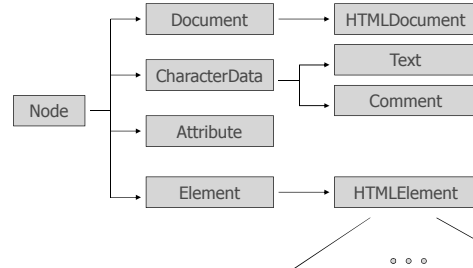 Document
HTMLDocument
CharacterData
Text
Comment
Node
Attribute
Element
HTMLElement